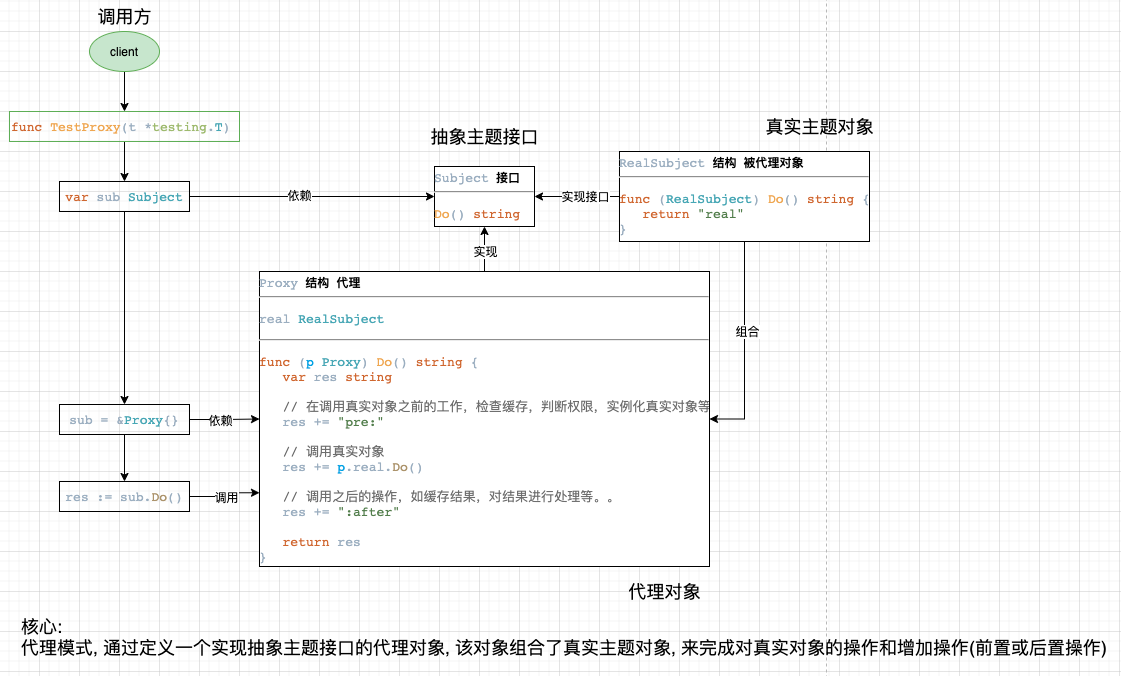 调用方
client
func TestProxy(t *testing.T)
var sub Subject
依赖
抽象主题接口
Subject 接口
Do() string
实现接口
真实主题对象
RealSubject 结构 被代理对象
func (RealSubject) Do() string {
return "real"
}
实现
组合
Proxy 结构 代理
real RealSubject
func (p Proxy) Do() string {
var res string
// 在调用真实对象之前的工作，检查缓存，判断权限，实例化真实对象等
res += "pre:"
// 调用真实对象
res += p.real.Do()
// 调用之后的操作，如缓存结果，对结果进行处理等。。
res += ":after"
return res
}
sub = &Proxy{}
依赖
res := sub.Do()
调用
代理对象
核心:
代理模式, 通过定义一个实现抽象主题接口的代理对象, 该对象组合了真实主题对象, 来完成对真实对象的操作和增加操作(前置或后置操作)